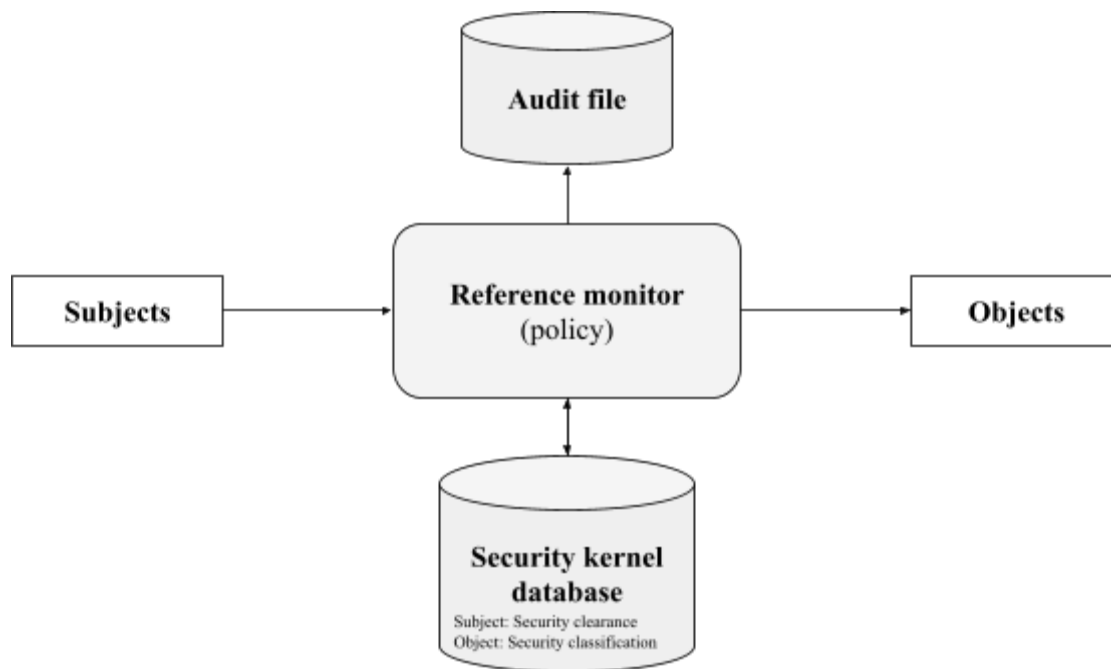 Audit file
Subjects
Reference monitor
(policy)
Objects
Security kernel
database
Subject: Security clearance
Object: Security classification